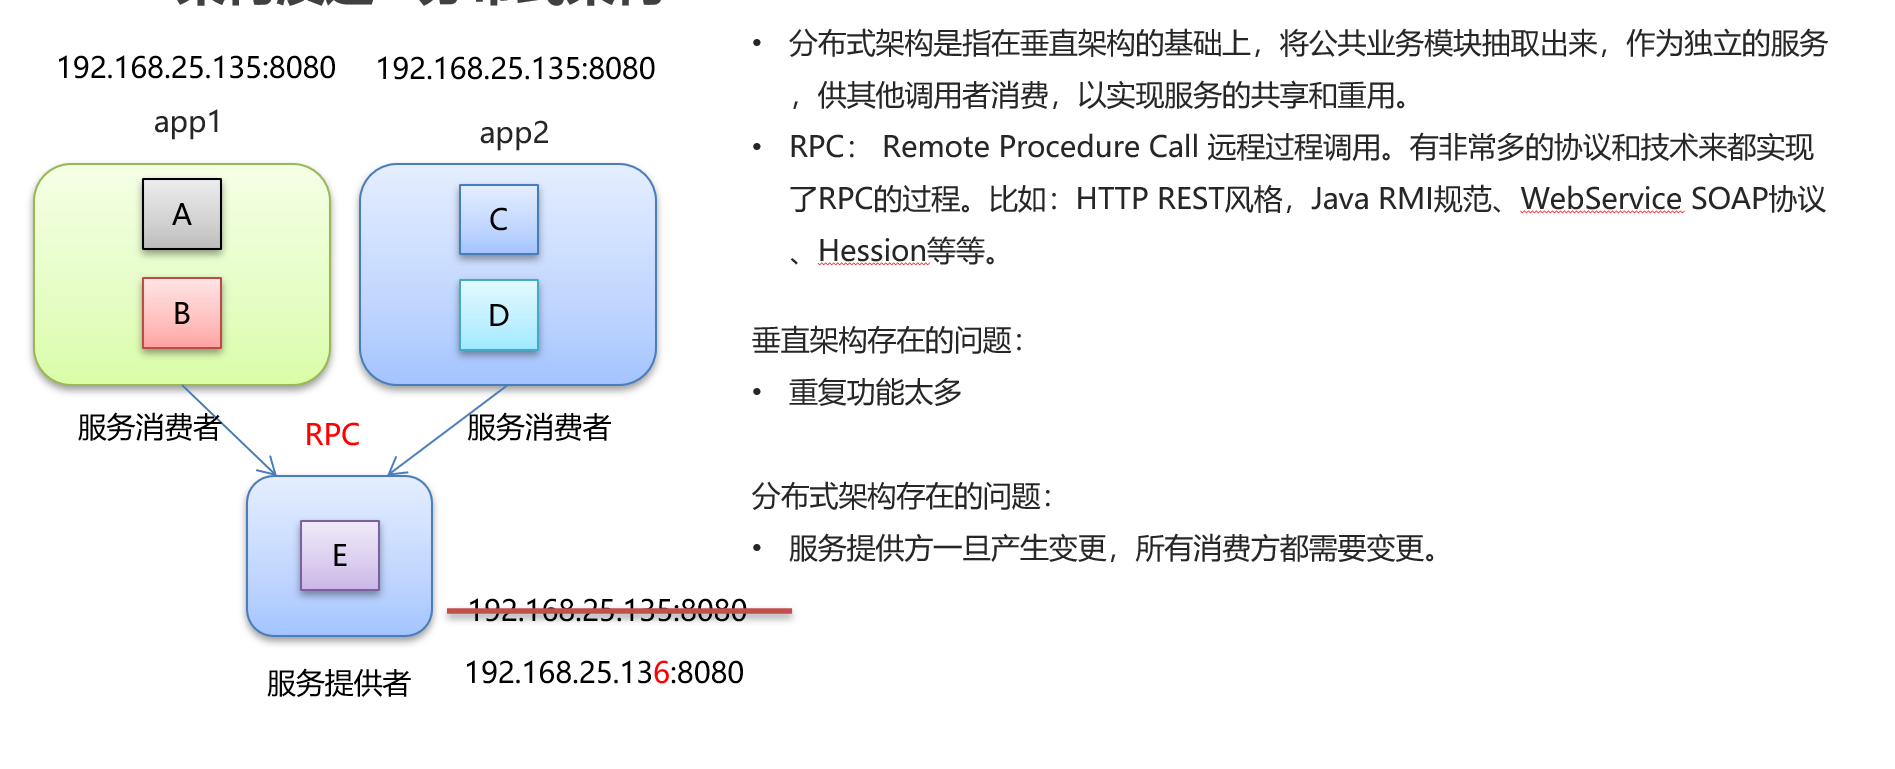 192.168.25.135:8080
192.168.25.135:8080
app1
app2
A
B
C
D
服务消费者
RPC
服务消费者
E
192.168.25.135:8080
192.168.25.136:8080
服务提供者
• 分布式架构是指在垂直架构的基础上，将公共业务模块抽取出来，作为独立的服务
，供其他调用者消费，以实现服务的共享和重用。
• RPC： Remote Procedure Call 远程过程调用。有非常多的协议和技术来都实现
了RPC的过程。比如：HTTP REST风格，Java RMI规范、WebService SOAP协议
、Hession等等。
垂直架构存在的问题：
• 重复功能太多
分布式架构存在的问题：
• 服务提供方一旦产生变更，所有消费方都需要变更。